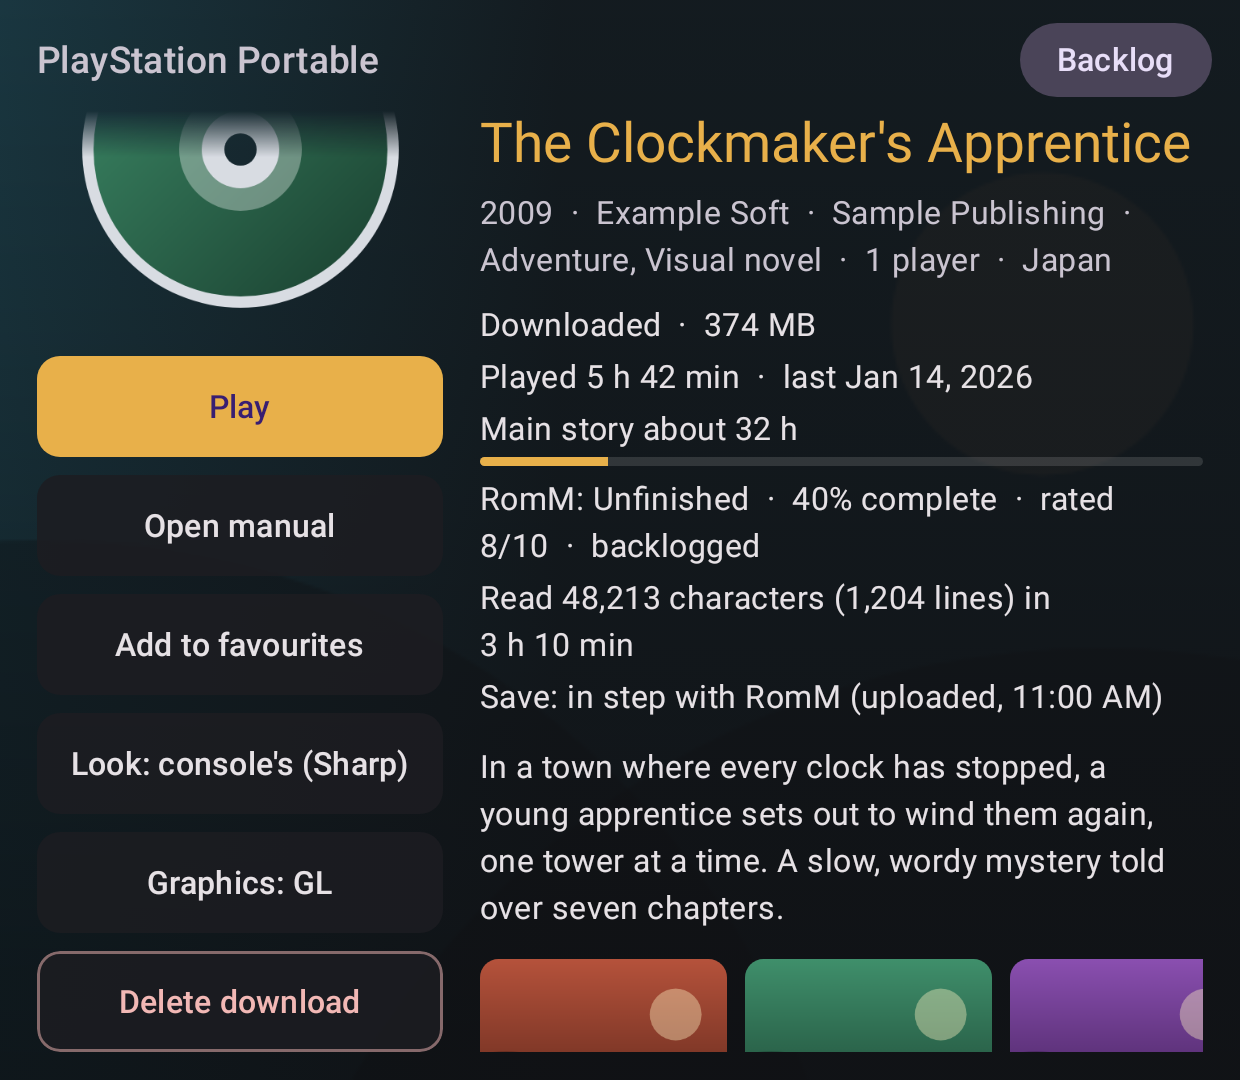 PlayStation Portable
Backlog
The Clockmaker's Apprentice
2009 · Example Soft · Sample Publishing ·
Adventure, Visual novel · 1 player · Japan
Downloaded · 374 MB
Played 5 h 42 min · last Jan 14, 2026
Main story about 32 h
RomM: Unfinished · 40% complete · rated
8/10 · backlogged
Read 48,213 characters (1,204 lines) in
3 h 10 min
Save: in step with RomM (uploaded, 11:00 AM)
In a town where every clock has stopped, a
young apprentice sets out to wind them again,
one tower at a time. A slow, wordy mystery told
over seven chapters.
Play
Open manual
Add to favourites
Look: console's (Sharp)
Graphics: GL
Delete download